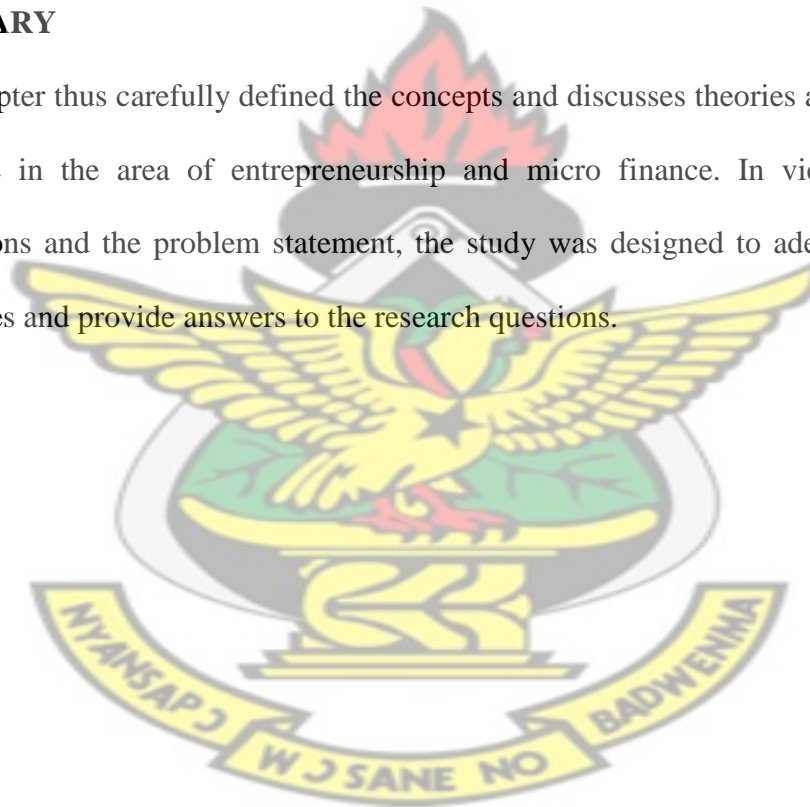 ARY
pter thus carefully defined the concepts and discusses theories a
in the area of entrepreneurship and micro finance. In vie
ons and the problem statement, the study was designed to ade
es and provide answers to the research questions.
NYANSAPƆ
WƆSANE NO
BADWENMA